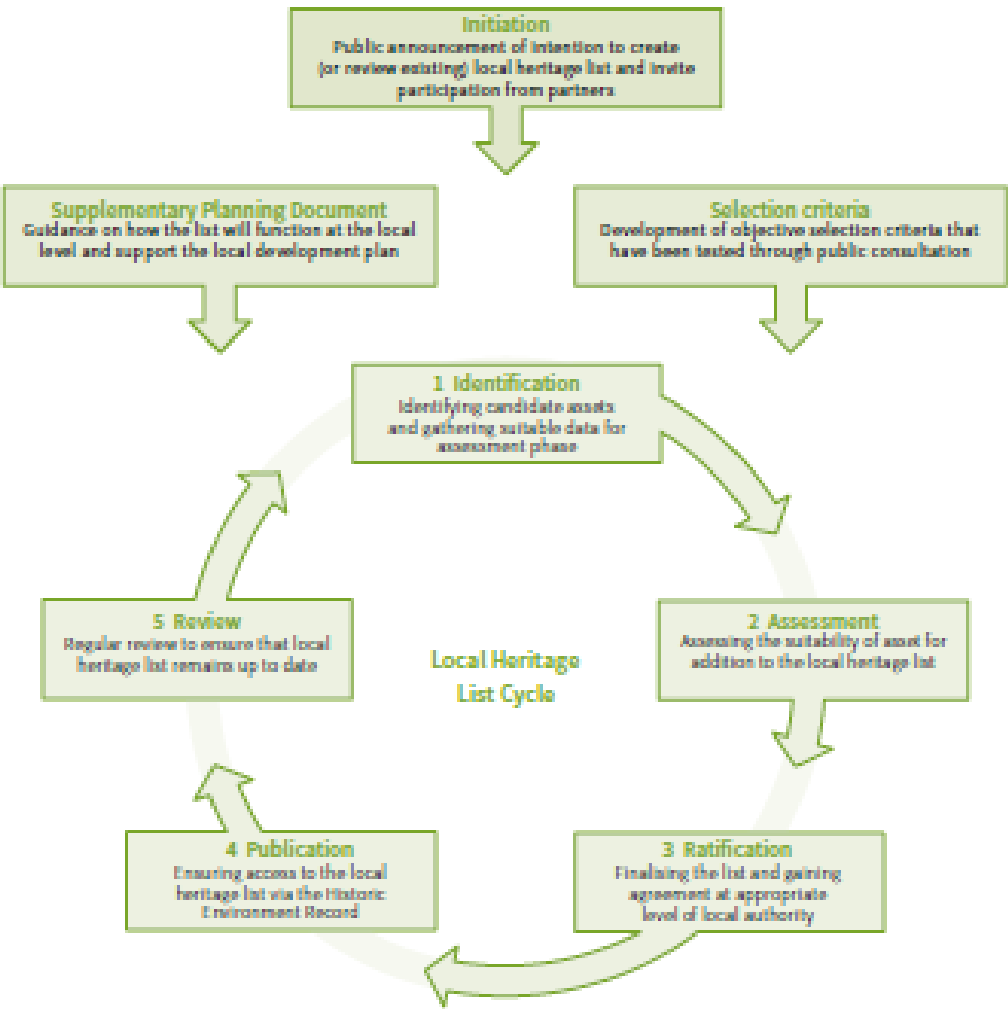 Initiation
Public announcement of intention to create
(or review existing) local heritage list and invite
participation from partners
Supplementary Planning Document
Guidance on how the list will function at the local
level and support the local development plan
Selection criteria
Development of objective selection criteria that
have been tested through public consultation
1 Identification
Identifying candidate assets
and gathering suitable data for
assessment phase
2 Assessment
Assessing the suitability of asset for
addition to the local heritage list
3 Ratification
Finalising the list and gaining
agreement at appropriate
level of local authority
4 Publication
Ensuring access to the local
heritage list via the Historic
Environment Record
5 Review
Regular review to ensure that local
heritage list remains up to date
Local Heritage
List Cycle